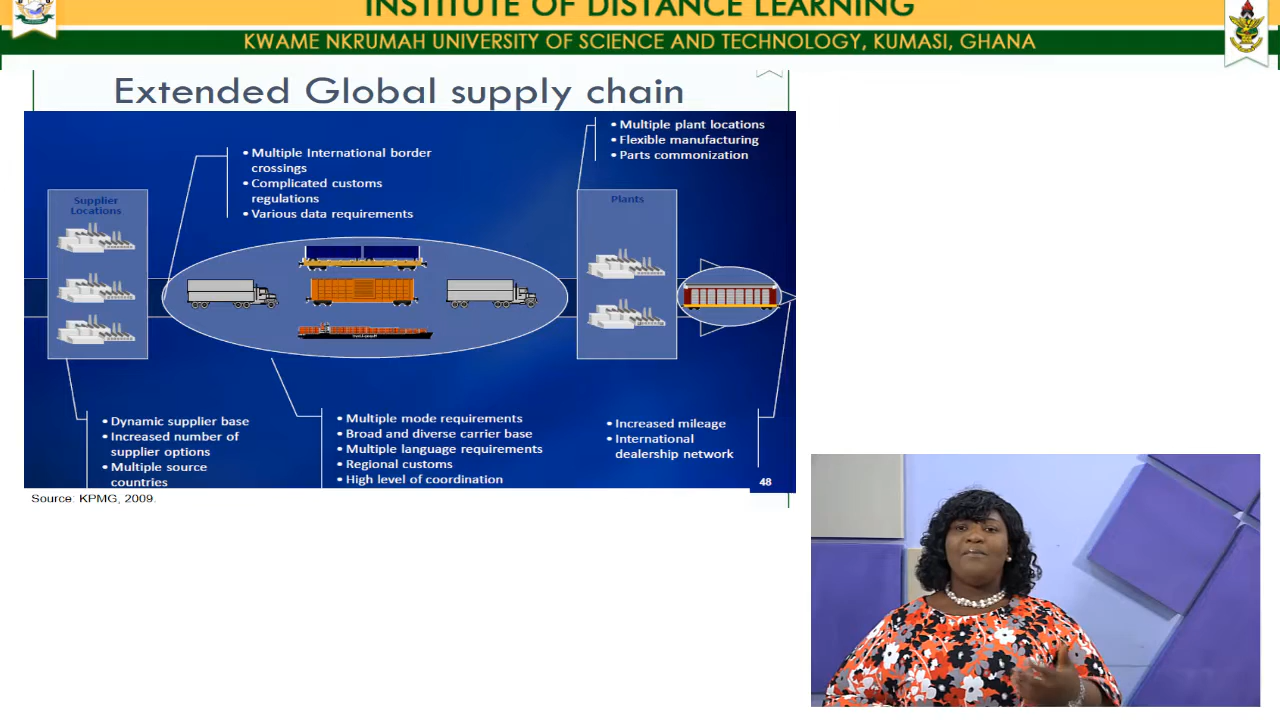 INSTITUTE OF DISTANCE LEARNING
KWAME NKRUMAH UNIVERSITY OF SCIENCE AND TECHNOLOGY, KUMASI, GHANA
Extended Global supply chain
• Multiple plant locations
• Flexible manufacturing
• Parts commonization
• Multiple International border
crossings
• Complicated customs
regulations
• Various data requirements
Supplier
Locations
Plants
• Dynamic supplier base
• Increased number of
supplier options
• Multiple source
countries
• Multiple mode requirements
• Broad and diverse carrier base
• Multiple language requirements
• Regional customs
• High level of coordination
• Increased mileage
• International
dealership network
48
Source: KPMG, 2009.